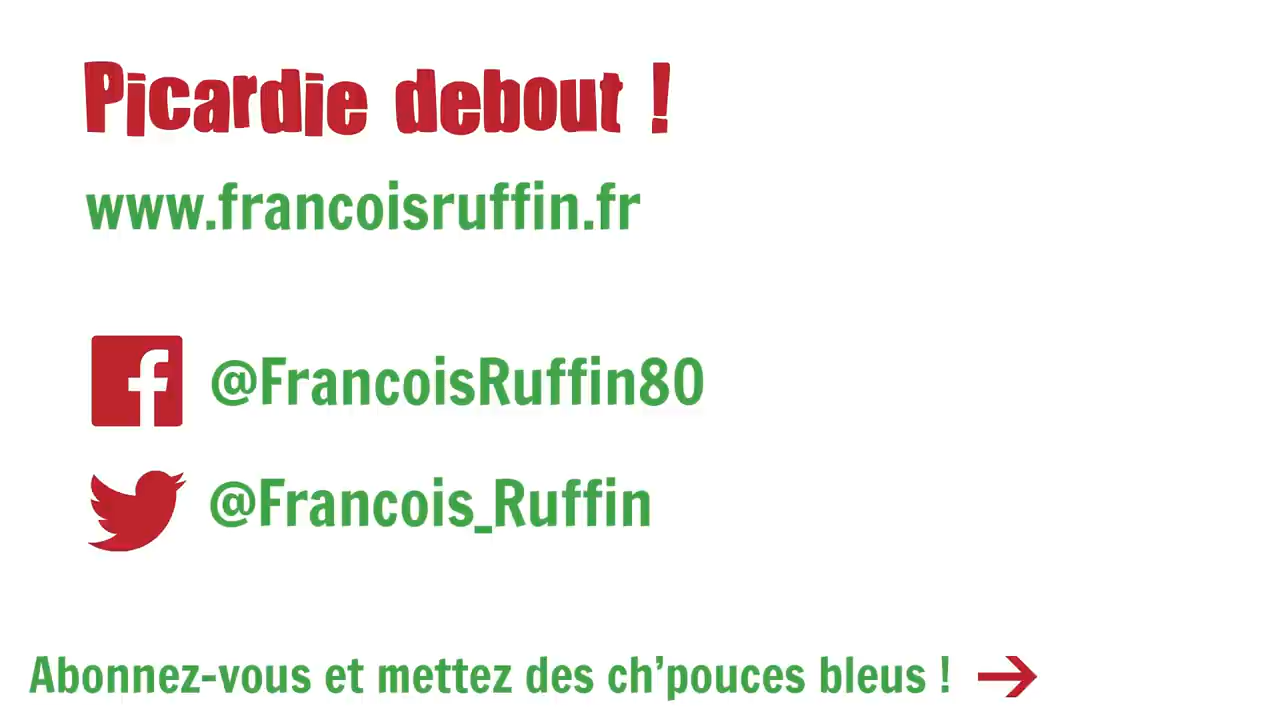 Picardie debout !
www.francoisruffin.fr
@FrancoisRuffin80
@Francois_Ruffin
Abonnez-vous et mettez des ch'pouces bleus !